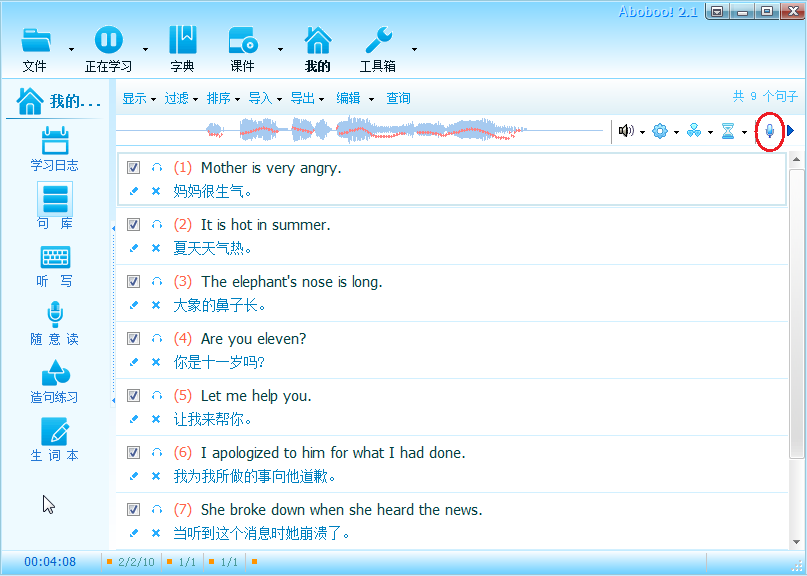 Aboboo! 2.1
文件 正在学习 字典 课件 我的 工具箱
我的...
显示 过滤 排序 导入 导出 编辑 查询 共 9 个句子
学习日志
句 库
听 写
随 意 读
造句练习
生 词 本
(1) Mother is very angry.
妈妈很生气。
(2) It is hot in summer.
夏天天气热。
(3) The elephant's nose is long.
大象的鼻子长。
(4) Are you eleven?
你是十一岁吗?
(5) Let me help you.
让我来帮你。
(6) I apologized to him for what I had done.
我为我所做的事向他道歉。
(7) She broke down when she heard the news.
当听到这个消息时她崩溃了。
00:04:08 2/2/10 1/1 1/1